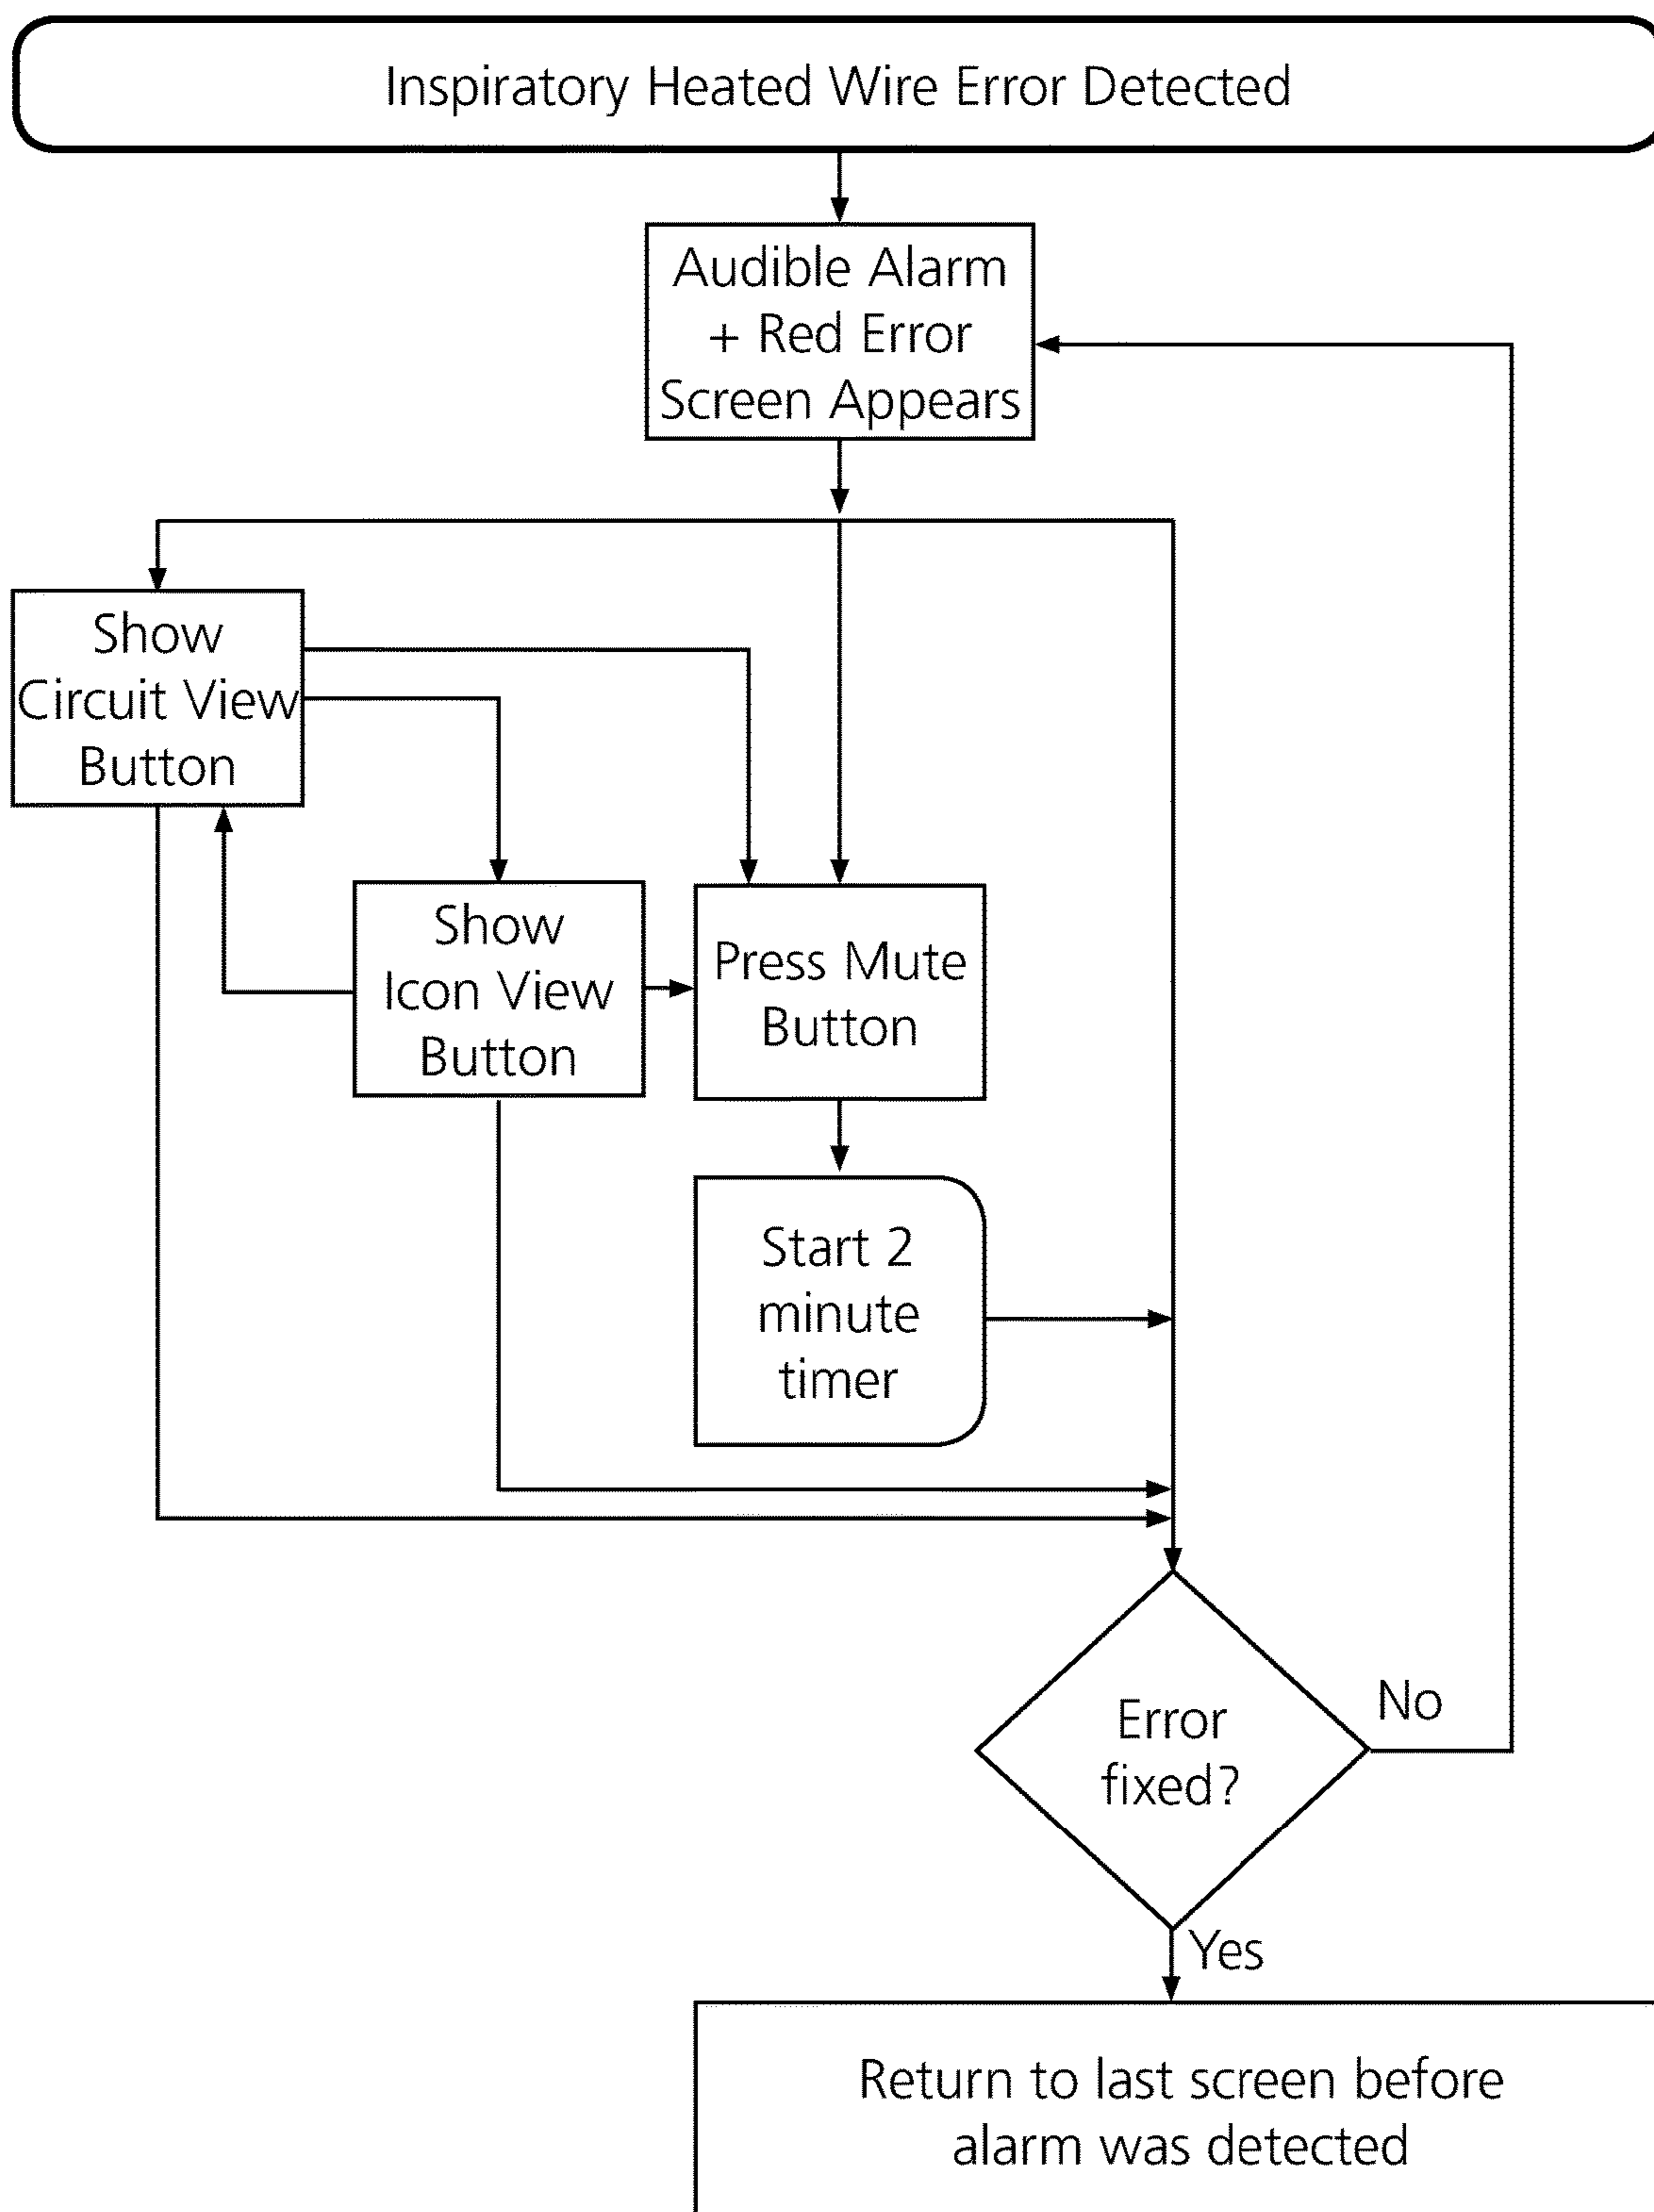 Inspiratory Heated Wire Error Detected
Audible Alarm
+ Red Error
Screen Appears
Show
Circuit View
Button
Show
Icon View
Button
Press Mute
Button
Start 2
minute
timer
Error
fixed?
No
Yes
Return to last screen before
alarm was detected